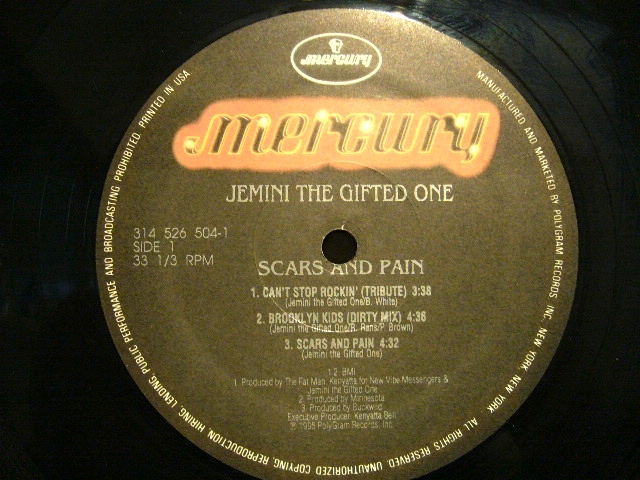 mercury
mercury
JEMINI THE GIFTED ONE
314 526 504-1
SIDE 1
33 1/3 RPM
SCARS AND PAIN
1. CAN'T STOP ROCKIN' (TRIBUTE) 3:38
(Jemini the Gifted One/B. White)
2. BROOKLYN KIDS (DIRTY MIX) 4:36
(Jemini the Gifted One/R. Rans/P. Brown)
3. SCARS AND PAIN 4:32
(Jemini the Gifted One)
1 2. BMI
1. Produced by The Fat Man, Kenyatta for New Vibe Messengers &
Jemini the Gifted One
2. Produced by Minnesota
3. Produced by Buckwild
Executive Producer: Kenyatta Bell
℗ 1995 PolyGram Records, Inc.
MANUFACTURED AND MARKETED BY POLYGRAM RECORDS, INC. NEW YORK, NEW YORK. ALL RIGHTS RESERVED. UNAUTHORIZED COPYING, REPRODUCTION, HIRING, LENDING, PUBLIC PERFORMANCE AND BROADCASTING PROHIBITED. PRINTED IN USA